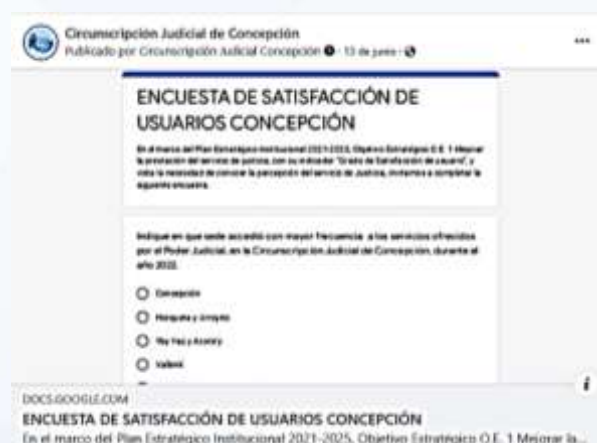 Circunscripción Judicial de Concepción
Publicado por Circunscripción Judicial Concepción · 13 de junio ·
ENCUESTA DE SATISFACCIÓN DE
USUARIOS CONCEPCIÓN
En el marco del Plan Estratégico Institucional 2021-2025, Objetivo Estratégico O.E. 1 Mejorar
la prestación del servicio de justicia, con su indicador "Grado de Satisfacción de usuario", y
vista la necesidad de conocer la percepción del servicio de Justicia, invitamos a completar la
siguiente encuesta.
Indique en que sede accedió con mayor frecuencia a los servicios ofrecidos
por el Poder Judicial, en la Circunscripción Judicial de Concepción, durante el
año 2022.
Concepción
Horqueta y Arroyito
Yby Yaú y Azotey
Vallemí
DOCS.GOOGLE.COM
ENCUESTA DE SATISFACCIÓN DE USUARIOS CONCEPCIÓN
En el marco del Plan Estratégico Institucional 2021-2025, Objetivo Estratégico O.E. 1 Mejorar la...